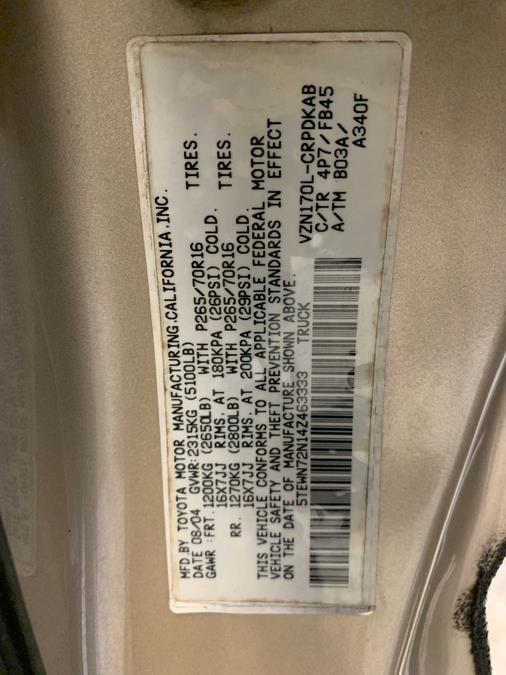 MFD.BY TOYOTA MOTOR MANUFACTURING.CALIFORNIA.INC.
DATE 08/04 GVWR:2315KG (5100LB)
GAWR :FRT.1200KG (2650LB) WITH P265/70R16 TIRES.
16X7JJ RIMS. AT 180KPA (26PSI) COLD.
RR. 1270KG (2800LB) WITH P265/70R16 TIRES.
16X7JJ RIMS. AT 200KPA (29PSI) COLD.
THIS VEHICLE CONFORMS TO ALL APPLICABLE FEDERAL MOTOR
VEHICLE SAFETY AND THEFT PREVENTION STANDARDS IN EFFECT
ON THE DATE OF MANUFACTURE SHOWN ABOVE.
5TEWN72N14Z463333 TRUCK
VZN170L-CRPDKAB
C/TR 4P7/FB45
A/TM B03A/
A340F